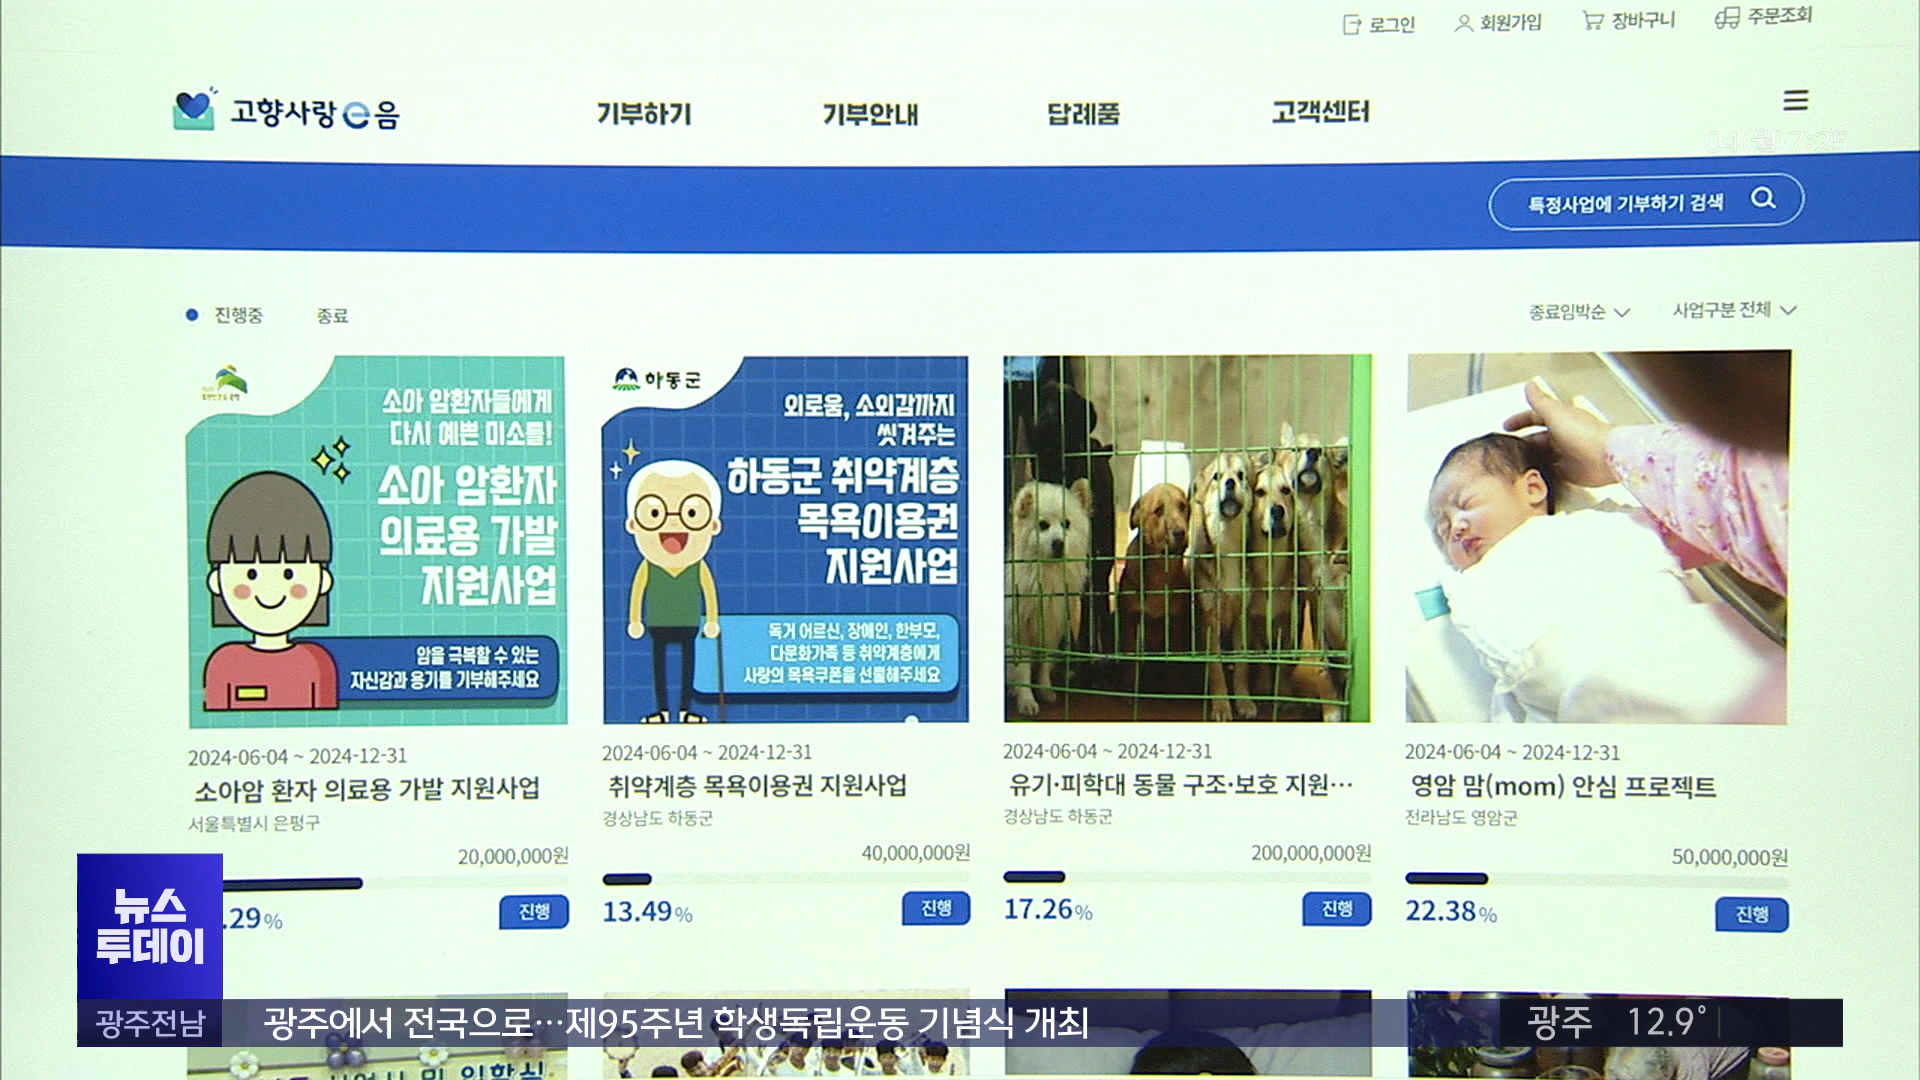 로그인 회원가입 장바구니 주문조회
고향사랑e음 기부하기 기부안내 답례품 고객센터
04(월)7:25
특정사업에 기부하기 검색
진행중 종료 종료임박순 사업구분 전체
소아 암환자들에게
다시 예쁜 미소를!
소아 암환자
의료용 가발
지원사업
암을 극복할 수 있는
자신감과 용기를 기부해주세요
2024-06-04 ~ 2024-12-31
소아암 환자 의료용 가발 지원사업
서울특별시 은평구
20,000,000원
.29% 진행
하동군
외로움, 소외감까지
씻겨주는
하동군 취약계층
목욕이용권
지원사업
독거 어르신, 장애인, 한부모,
다문화가족 등 취약계층에게
사랑의 목욕쿠폰을 선물해주세요
2024-06-04 ~ 2024-12-31
취약계층 목욕이용권 지원사업
경상남도 하동군
40,000,000원
13.49% 진행
2024-06-04 ~ 2024-12-31
유기·피학대 동물 구조·보호 지원…
경상남도 하동군
200,000,000원
17.26% 진행
2024-06-04 ~ 2024-12-31
영암 맘(mom) 안심 프로젝트
전라남도 영암군
50,000,000원
22.38% 진행
뉴스
투데이
광주전남 광주에서 전국으로…제95주년 학생독립운동 기념식 개최 광주 12.9°